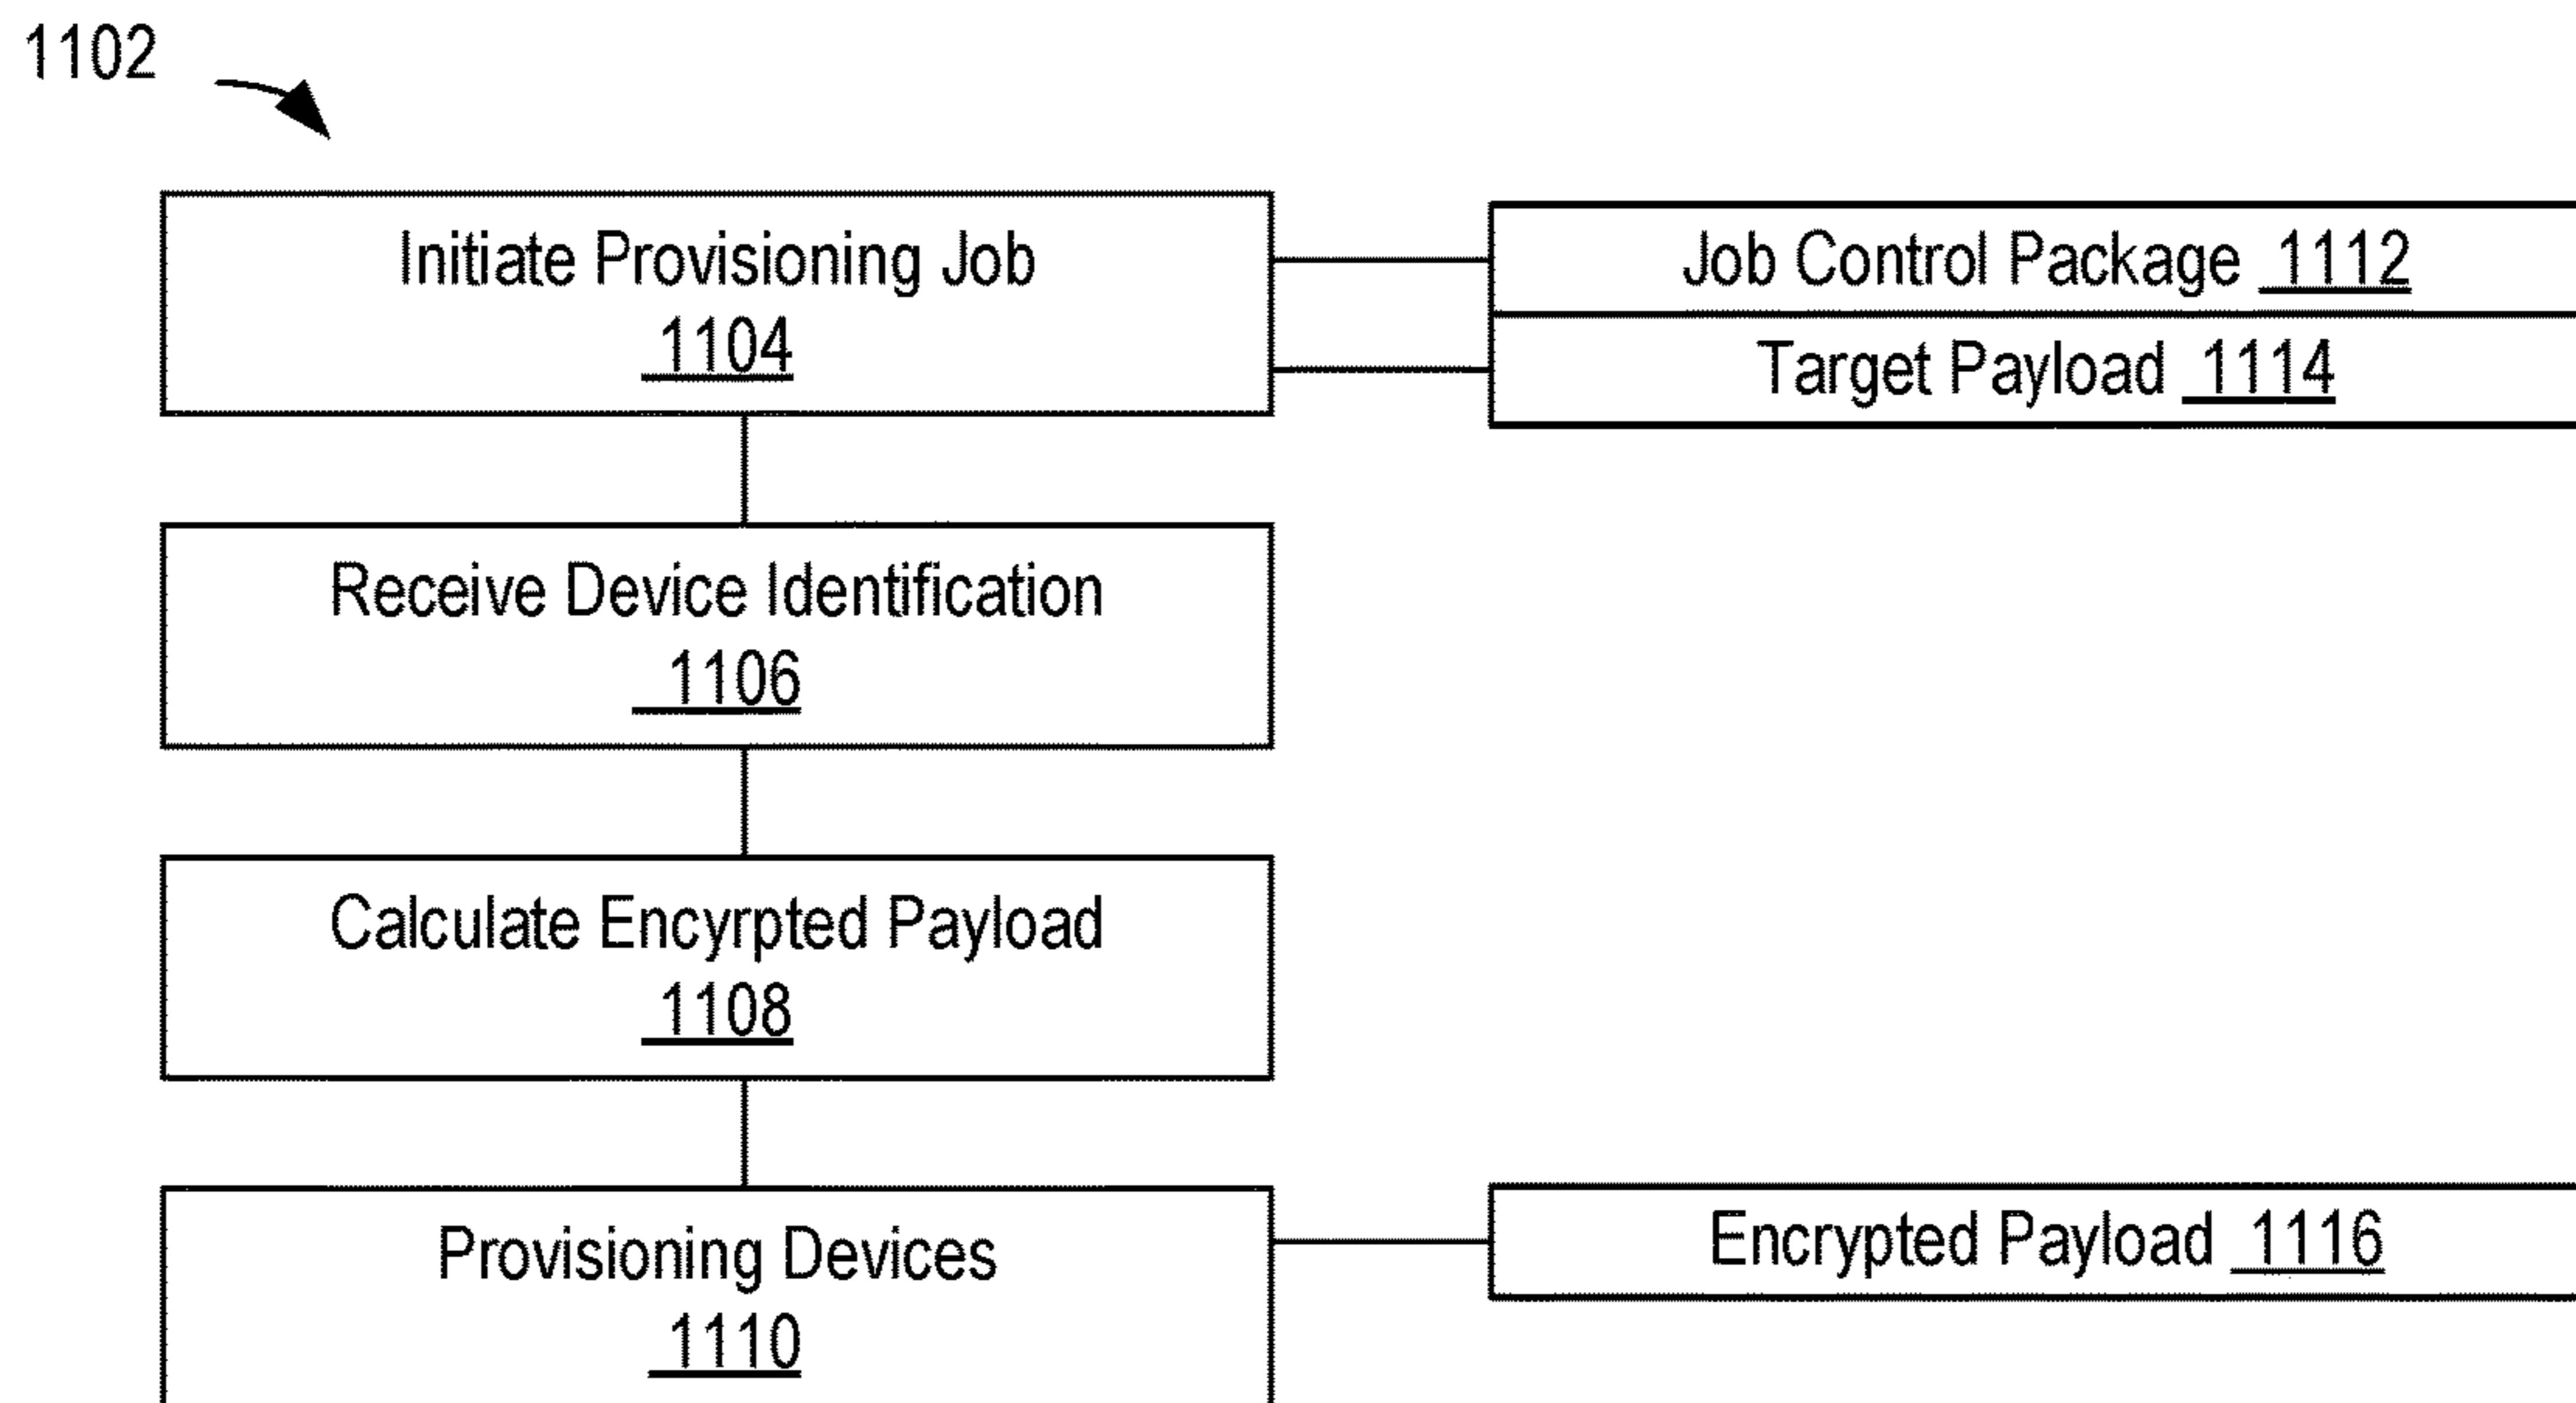 1102
Initiate Provisioning Job
1104
Job Control Package 1112
Target Payload 1114
Receive Device Identification
1106
Calculate Encyrpted Payload
1108
Provisioning Devices
1110
Encrypted Payload 1116